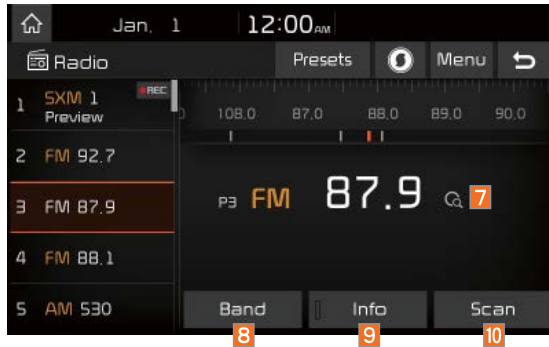 Jan. 1 12:00 AM
Radio Presets Menu
1 SXM 1 REC
Preview
108.0 87.0 88.0 89.0 90.0
2 FM 92.7
3 FM 87.9
P3 FM 87.9 7
4 FM 88.1
5 AM 530
Band Info Scan
8 9 10